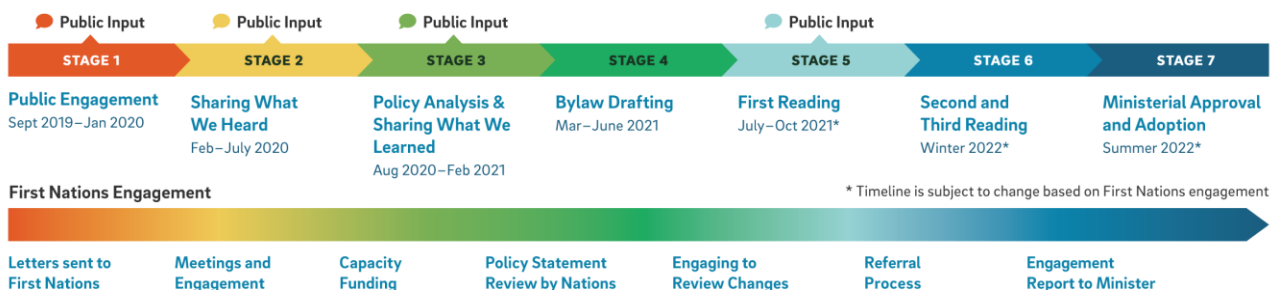 Public Input
Public Input
Public Input
Public Input
STAGE 1
STAGE 2
STAGE 3
STAGE 4
STAGE 5
STAGE 6
STAGE 7
Public Engagement
Sept 2019–Jan 2020
Sharing What
We Heard
Feb–July 2020
Policy Analysis &
Sharing What We
Learned
Aug 2020–Feb 2021
Bylaw Drafting
Mar–June 2021
First Reading
July–Oct 2021*
Second and
Third Reading
Winter 2022*
Ministerial Approval
and Adoption
Summer 2022*
First Nations Engagement
* Timeline is subject to change based on First Nations engagement
Letters sent to
First Nations
Meetings and
Engagement
Capacity
Funding
Policy Statement
Review by Nations
Engaging to
Review Changes
Referral
Process
Engagement
Report to Minister